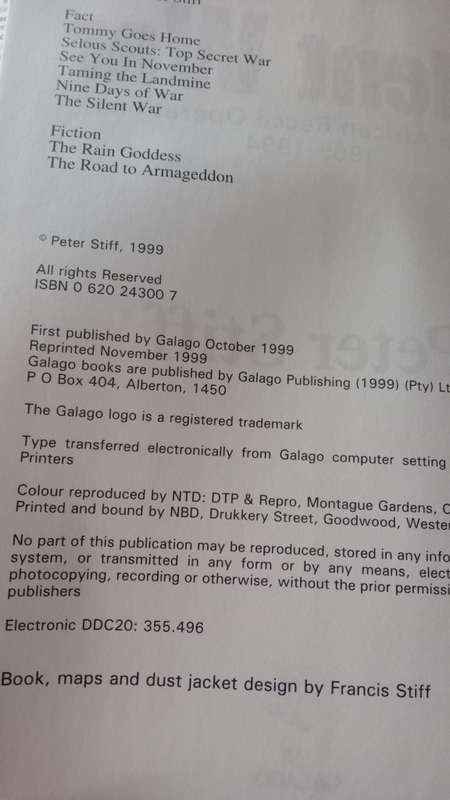 Fact
Tommy Goes Home
Selous Scouts: Top Secret War
See You In November
Taming the Landmine
Nine Days of War
The Silent War
Fiction
The Rain Goddess
The Road to Armageddon
© Peter Stiff, 1999
All rights Reserved
ISBN 0 620 24300 7
First published by Galago October 1999
Reprinted November 1999
Galago books are published by Galago Publishing (1999) (Pty) Lt
P O Box 404, Alberton, 1450
The Galago logo is a registered trademark
Type transferred electronically from Galago computer setting
Printers
Colour reproduced by NTD: DTP & Repro, Montague Gardens, C
Printed and bound by NBD, Drukkery Street, Goodwood, Weste
No part of this publication may be reproduced, stored in any info
system, or transmitted in any form or by any means, elect
photocopying, recording or otherwise, without the prior permissi
publishers
Electronic DDC20: 355.496
Book, maps and dust jacket design by Francis Stiff